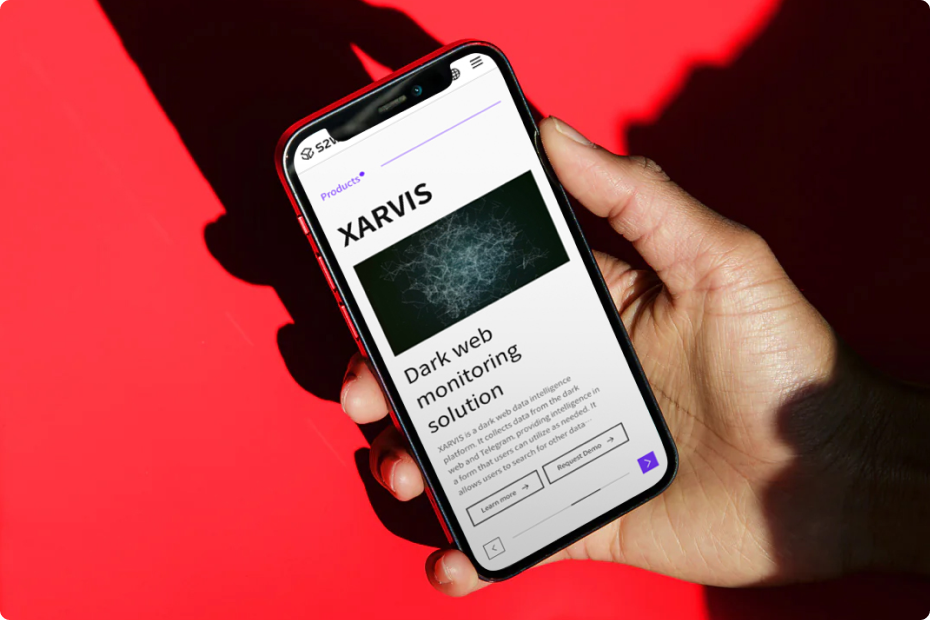 S2W
Products
XARVIS
Dark web
monitoring
solution
XARVIS is a dark web data intelligence
platform. It collects data from the dark
web and Telegram, providing intelligence in
a form that users can utilize as needed. It
allows users to search for other data ...
Learn more →
Request Demo →